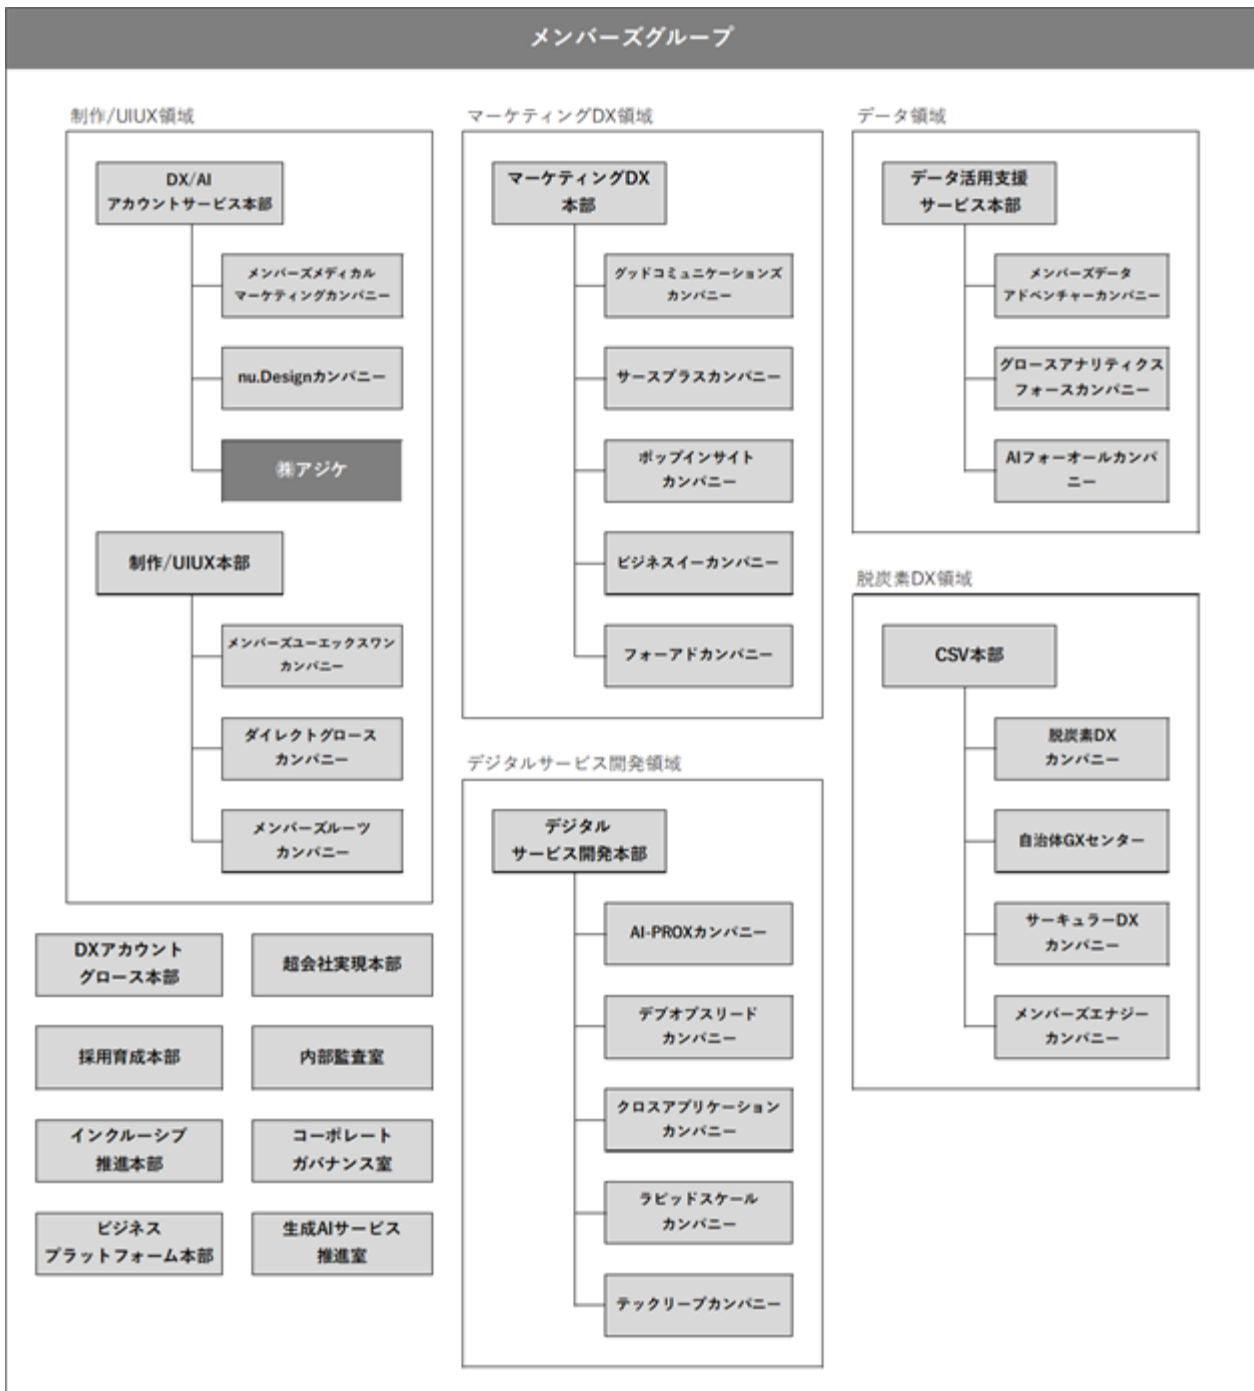 メンバーズグループ
制作/UIUX領域
DX/AI
アカウントサービス本部
メンバーズメディカル
マーケティングカンパニー
nu.Designカンパニー
㈱アジケ
制作/UIUX本部
メンバーズユーエックスワン
カンパニー
ダイレクトグロース
カンパニー
メンバーズルーツ
カンパニー
マーケティングDX領域
マーケティングDX
本部
グッドコミュニケーションズ
カンパニー
サースプラスカンパニー
ポップインサイト
カンパニー
ビジネスイーカンパニー
フォーアドカンパニー
デジタルサービス開発領域
デジタル
サービス開発本部
AI-PROXカンパニー
デブオプスリード
カンパニー
クロスアプリケーション
カンパニー
ラピッドスケール
カンパニー
テックリープカンパニー
データ領域
データ活用支援
サービス本部
メンバーズデータ
アドベンチャーカンパニー
グロースアナリティクス
フォースカンパニー
AIフォーオールカンパ
ニー
脱炭素DX領域
CSV本部
脱炭素DX
カンパニー
自治体GXセンター
サーキュラーDX
カンパニー
メンバーズエナジー
カンパニー
DXアカウント
グロース本部
超会社実現本部
採用育成本部
内部監査室
インクルーシブ
推進本部
コーポレート
ガバナンス室
ビジネス
プラットフォーム本部
生成AIサービス
推進室